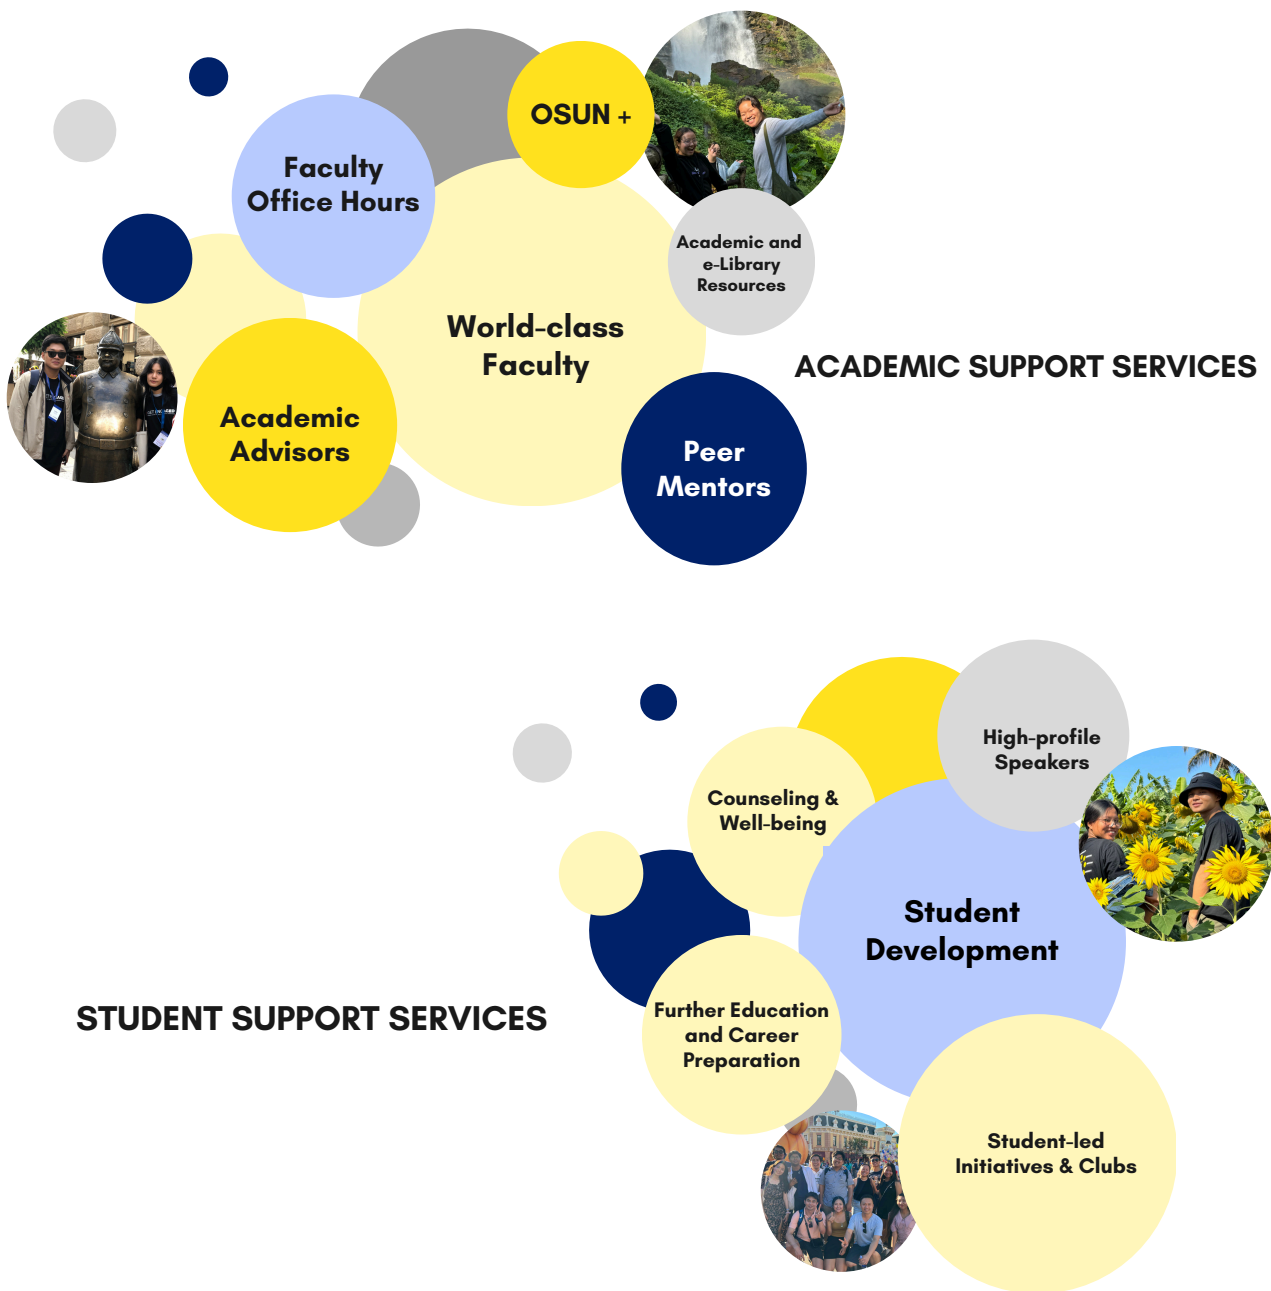 OSUN +
Faculty
Office Hours
Academic and
e-Library
Resources
World-class
Faculty
ACADEMIC SUPPORT SERVICES
Academic
Advisors
Peer
Mentors
High-profile
Speakers
Counseling &
Well-being
Student
Development
Further Education
and Career
Preparation
STUDENT SUPPORT SERVICES
Student-led
Initiatives & Clubs